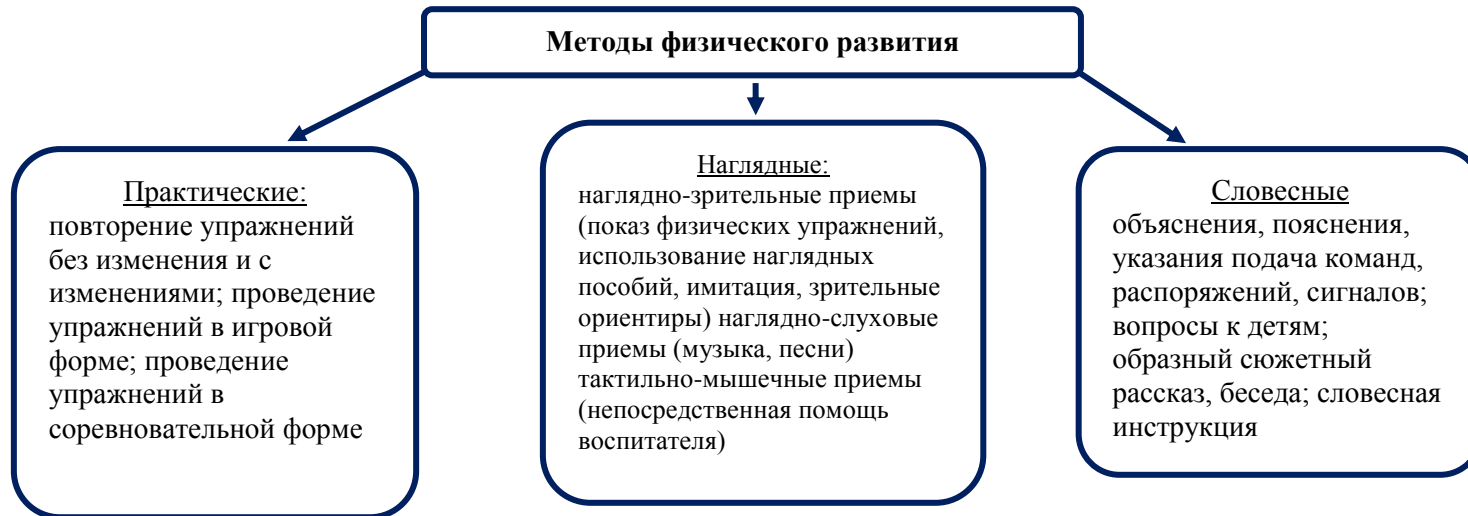 Методы физического развития
Практические:
повторение упражнений
без изменения и с
изменениями; проведение
упражнений в игровой
форме; проведение
упражнений в
соревновательной форме
Наглядные:
наглядно-зрительные приемы
(показ физических упражнений,
использование наглядных
пособий, имитация, зрительные
ориентиры) наглядно-слуховые
приемы (музыка, песни)
тактильно-мышечные приемы
(непосредственная помощь
воспитателя)
Словесные
объяснения, пояснения,
указания подача команд,
распоряжений, сигналов;
вопросы к детям;
образный сюжетный
рассказ, беседа; словесная
инструкция